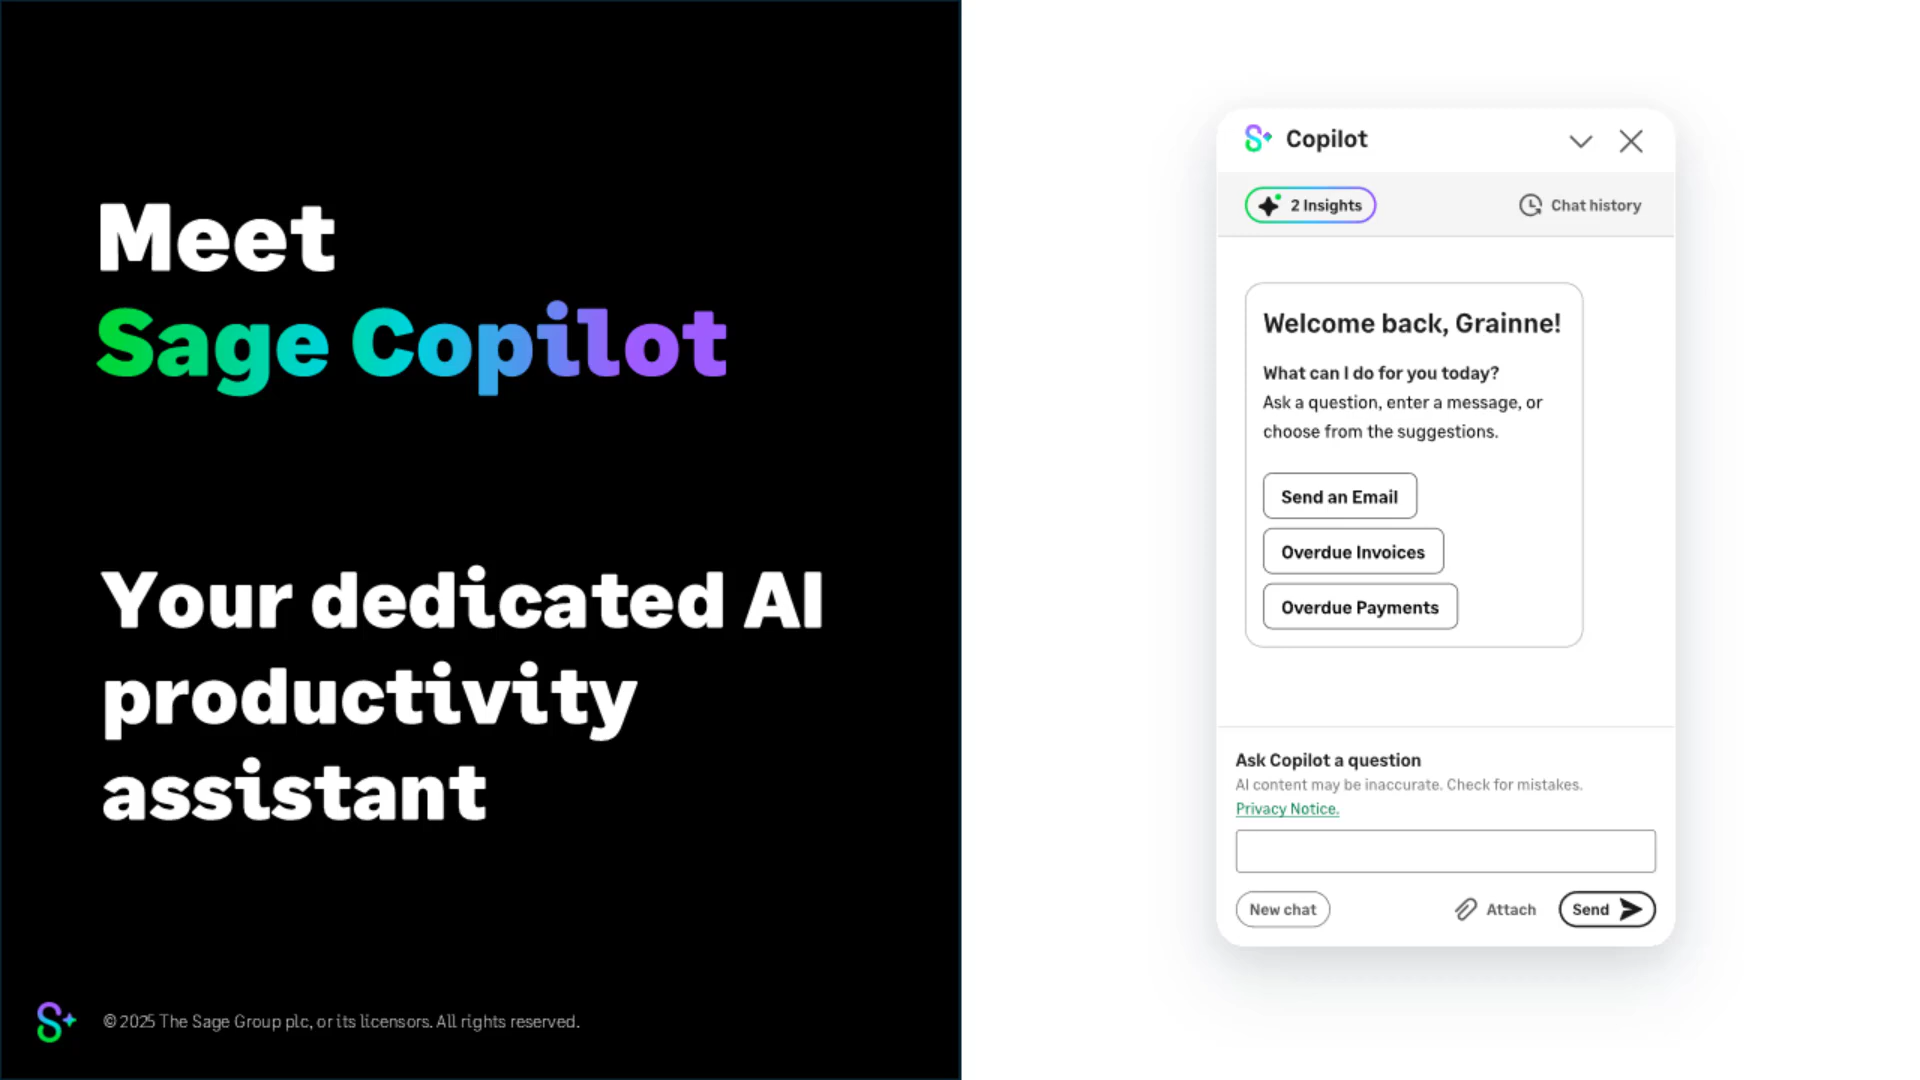 Meet
Sage Copilot
Your dedicated AI
productivity
assistant
© 2025 The Sage Group plc, or its licensors. All rights reserved.
Copilot
2 Insights
Chat history
Welcome back, Grainne!
What can I do for you today?
Ask a question, enter a message, or
choose from the suggestions.
Send an Email
Overdue Invoices
Overdue Payments
Ask Copilot a question
AI content may be inaccurate. Check for mistakes.
Privacy Notice.
New chat
Attach
Send